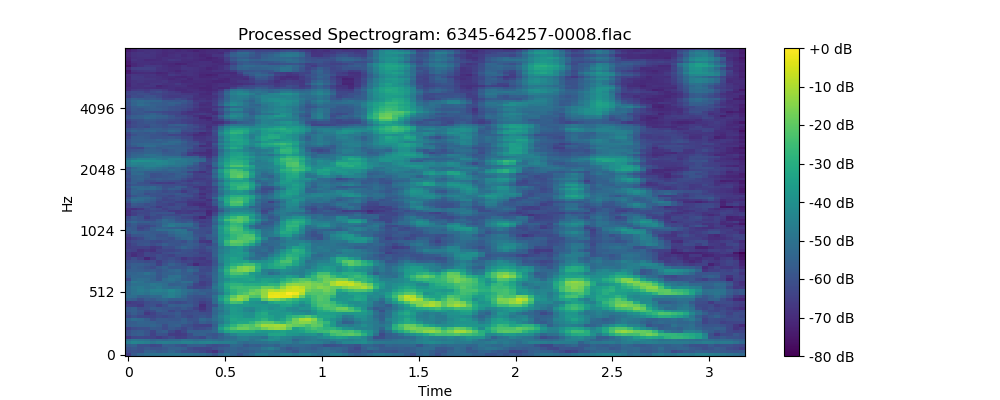 Processed Spectrogram: 6345-64257-0008.flac
Hz
4096
2048
1024
512
0
0 0.5 1 1.5 2 2.5 3
Time
+0 dB
-10 dB
-20 dB
-30 dB
-40 dB
-50 dB
-60 dB
-70 dB
-80 dB